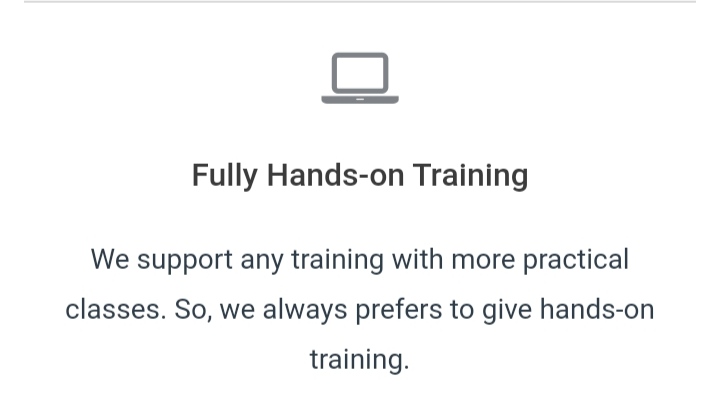 Fully Hands-on Training
We support any training with more practical
classes. So, we always prefers to give hands-on
training.